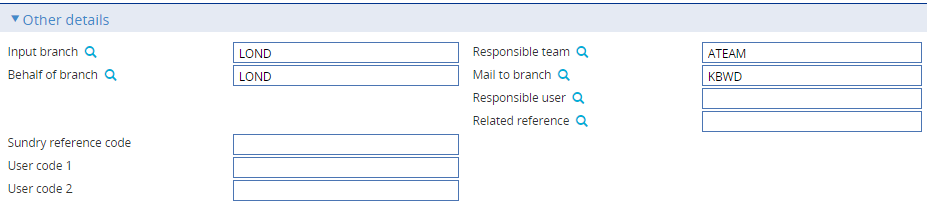 Other details
Input branch LOND Responsible team ATEAM
Behalf of branch LOND Mail to branch KBWD
Responsible user
Related reference
Sundry reference code
User code 1
User code 2